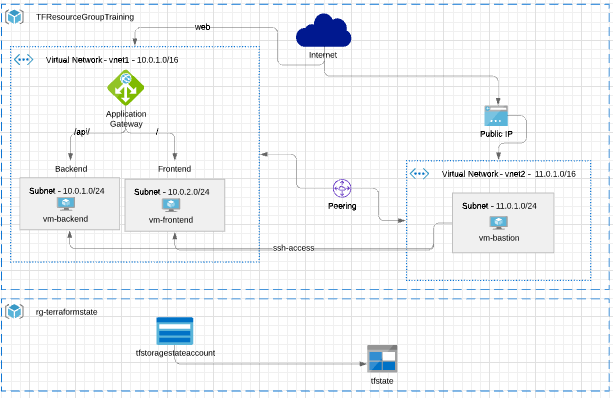 TFResourceGroupTraining
web
Internet
Virtual Network - vnet1 - 10.0.1.0/16
Application
Gateway
/api//
/
Public IP
Backend
Frontend
Virtual Network - vnet2 - 11.0.1.0/16
Subnet - 10.0.1.0/24
vm-backend
Subnet - 10.0.2.0/24
vm-frontend
Peering
Subnet - 11.0.1.0/24
vm-bastion
ssh-access
rg-terraformstate
tfstoragestateaccount
tfstate